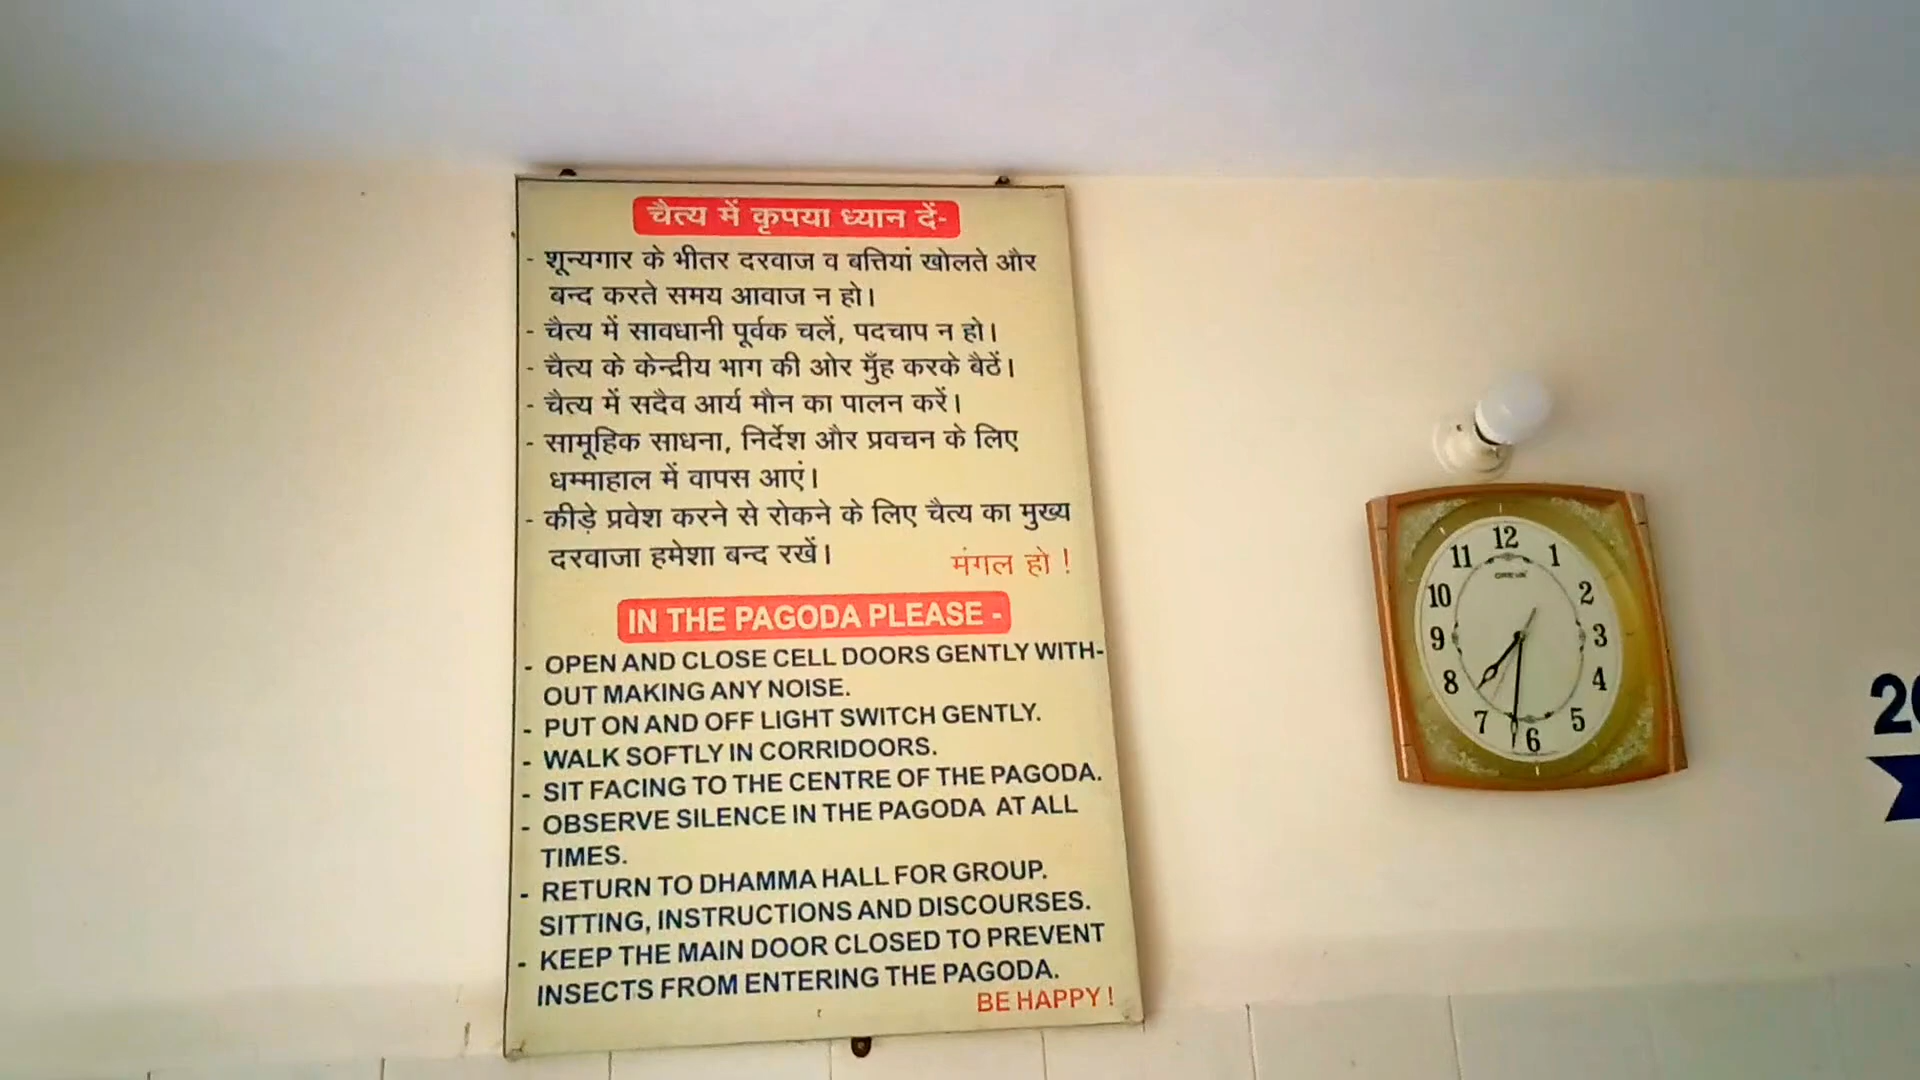 चैत्य में कृपया ध्यान दें-
- शून्यगार के भीतर दरवाज व बत्तियां खोलते और
बन्द करते समय आवाज न हो।
- चैत्य में सावधानी पूर्वक चलें, पदचाप न हो।
- चैत्य के केन्द्रीय भाग की ओर मुँह करके बैठें।
- चैत्य में सदैव आर्य मौन का पालन करें।
- सामूहिक साधना, निर्देश और प्रवचन के लिए
धम्माहाल में वापस आएं।
- कीड़े प्रवेश करने से रोकने के लिए चैत्य का मुख्य
दरवाजा हमेशा बन्द रखें।
मंगल हो !
IN THE PAGODA PLEASE -
- OPEN AND CLOSE CELL DOORS GENTLY WITH-
OUT MAKING ANY NOISE.
- PUT ON AND OFF LIGHT SWITCH GENTLY.
- WALK SOFTLY IN CORRIDOORS.
- SIT FACING TO THE CENTRE OF THE PAGODA.
- OBSERVE SILENCE IN THE PAGODA AT ALL
TIMES.
- RETURN TO DHAMMA HALL FOR GROUP.
SITTING, INSTRUCTIONS AND DISCOURSES.
- KEEP THE MAIN DOOR CLOSED TO PREVENT
INSECTS FROM ENTERING THE PAGODA.
BE HAPPY !
12
11 1
10 2
9 3
8 4
7 5
6